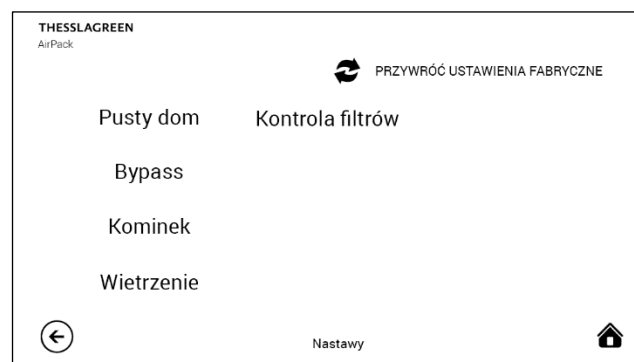 THESSLAGREEN
AirPack
PRZYWRÓĆ USTAWIENIA FABRYCZNE
Pusty dom
Kontrola filtrów
Bypass
Kominek
Wietrzenie
Nastawy